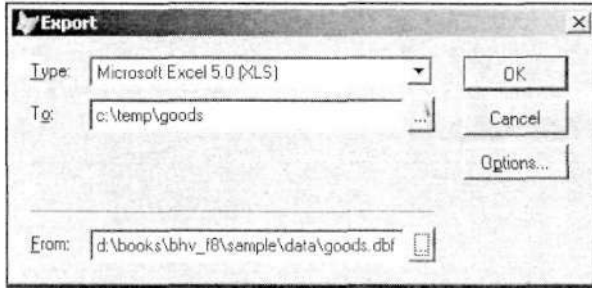 Export
Type: Microsoft Excel 5.0 (XLS) OK
To: c:\temp\goods ... Cancel
Options...
From: d:\books\bhv_f8\sample\data\goods.dbf ...